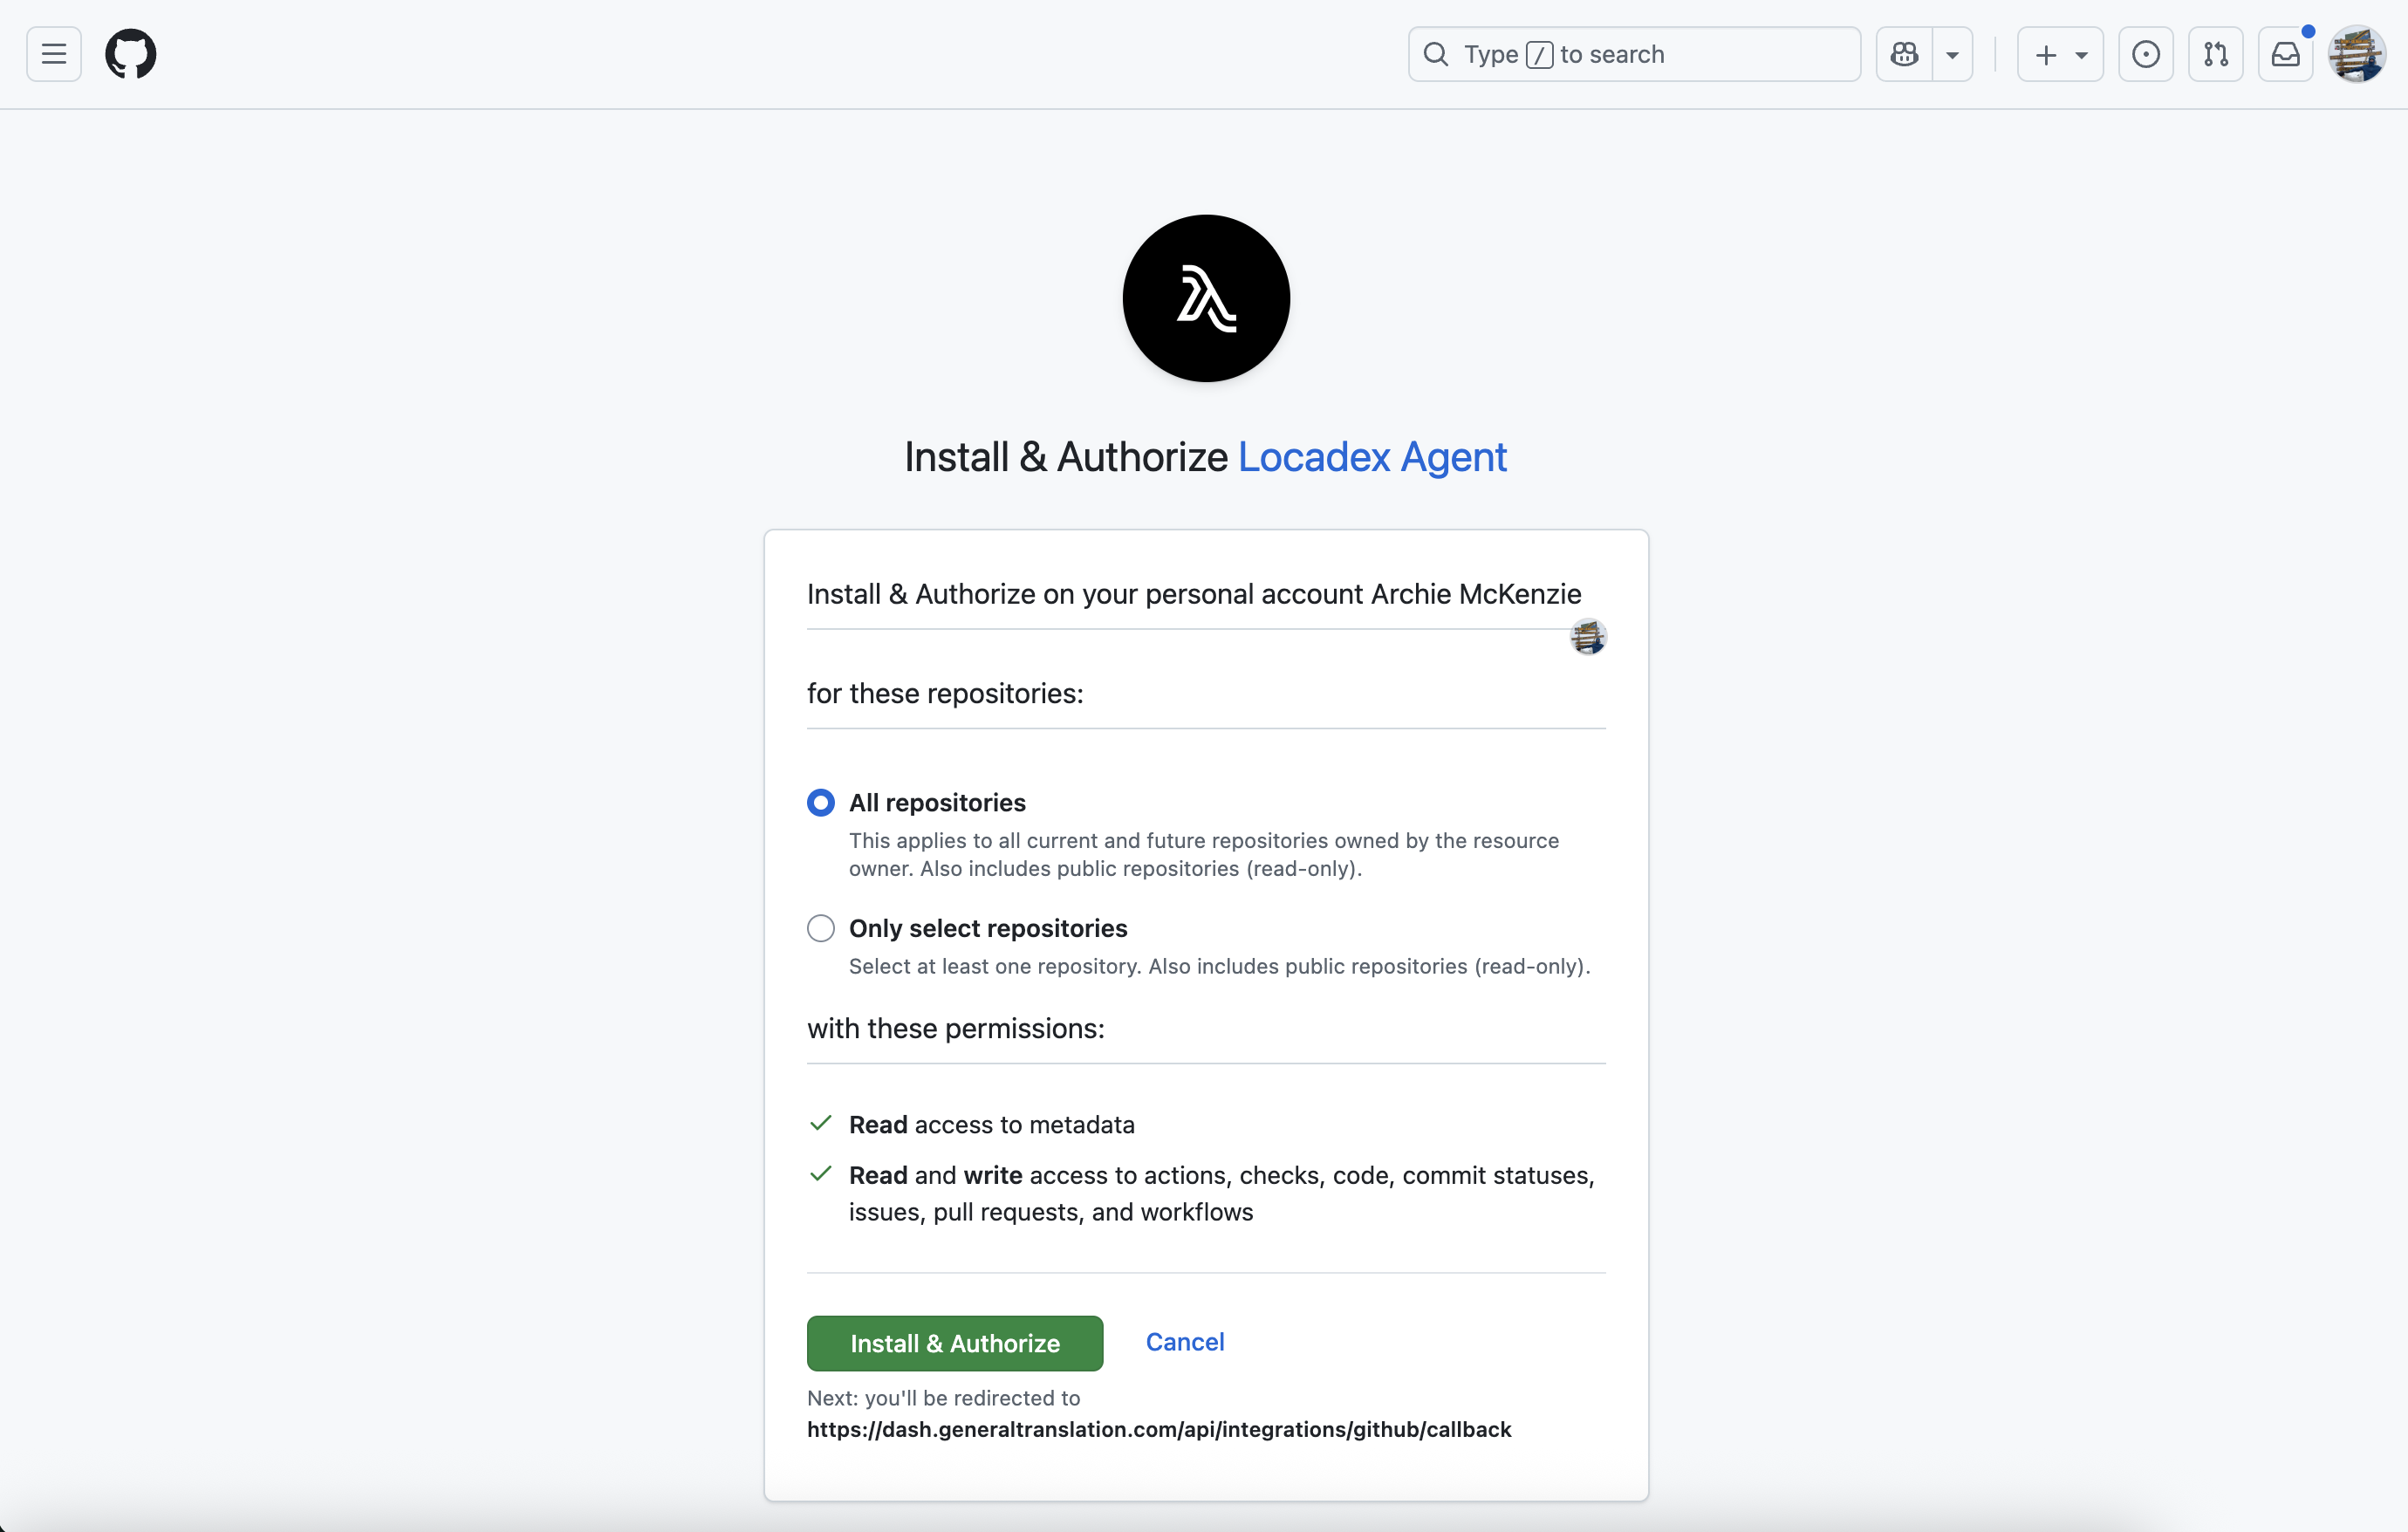 Type / to search
Install & Authorize Locadex Agent
Install & Authorize on your personal account Archie McKenzie
for these repositories:
All repositories
This applies to all current and future repositories owned by the resource
owner. Also includes public repositories (read-only).
Only select repositories
Select at least one repository. Also includes public repositories (read-only).
with these permissions:
Read access to metadata
Read and write access to actions, checks, code, commit statuses,
issues, pull requests, and workflows
Install & Authorize Cancel
Next: you'll be redirected to
https://dash.generaltranslation.com/api/integrations/github/callback